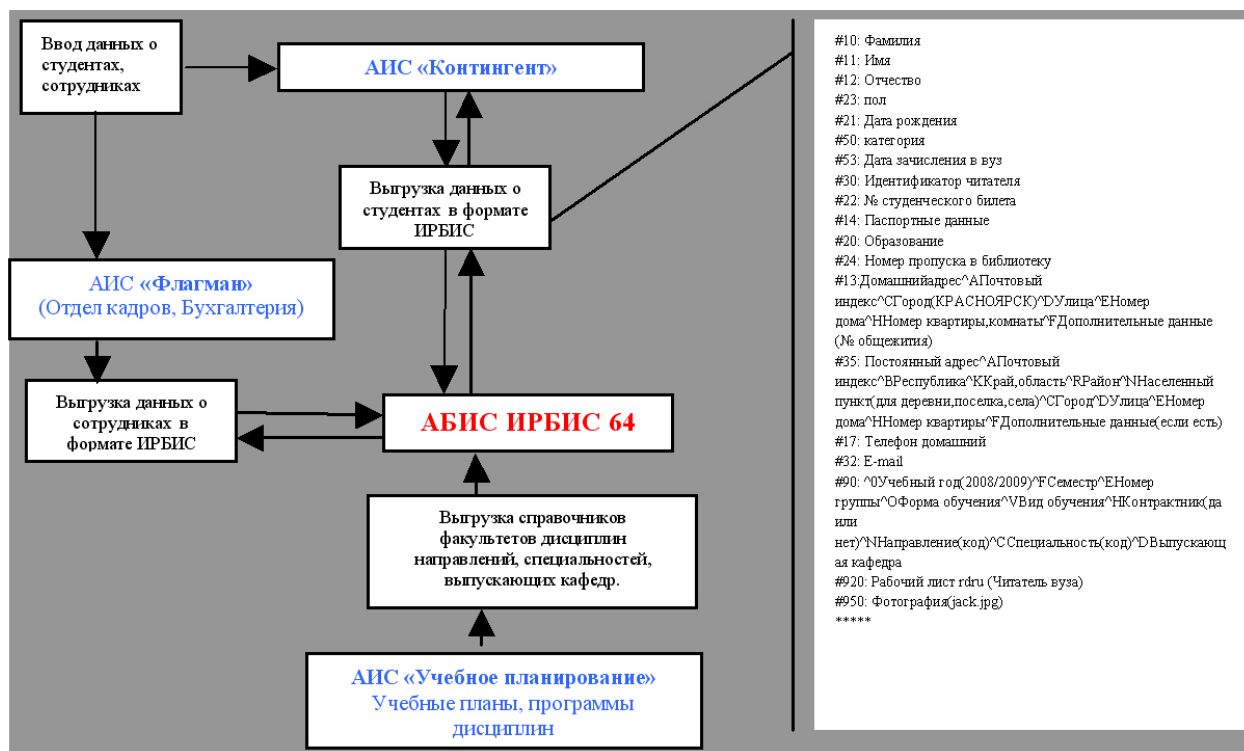 Ввод данных о
студентах,
сотрудниках
АИС «Контингент»
Выгрузка данных о
студентах в формате
ИРБИС
АИС «Флагман»
(Отдел кадров, Бухгалтерия)
Выгрузка данных о
сотрудниках в
формате ИРБИС
АБИС ИРБИС 64
Выгрузка справочников
факультетов дисциплин
направлений, специальностей,
выпускающих кафедр.
АИС «Учебное планирование»
Учебные планы, программы
дисциплин
#10: Фамилия
#11: Имя
#12: Отчество
#23: пол
#21: Дата рождения
#50: категория
#53: Дата зачисления в вуз
#30: Идентификатор читателя
#22: № студенческого билета
#14: Паспортные данные
#20: Образование
#24: Номер пропуска в библиотеку
#13:Домашнийадрес^AПочтовый
индекс^CГород(КРАСНОЯРСК)^DУлица^EНомер
дома^HНомер квартиры,комнаты^FДополнительные данные
(№ общежития)
#35: Постоянный адрес^AПочтовый
индекс^BРеспублика^KКрай,область^RРайон^NНаселенный
пункт(для деревни,поселка,села)^CГород^DУлица^EНомер
дома^HНомер квартиры^FДополнительные данные(если есть)
#17: Телефон домашний
#32: E-mail
#90: ^0Учебный год(2008/2009)^FСеместр^EНомер
группы^OФорма обучения^VВид обучения^HКонтрактник(да
или
нет)^NНаправление(код)^CСпециальность(код)^DВыпускающ
ая кафедра
#920: Рабочий лист rdru (Читатель вуза)
#950: Фотография(jack.jpg)
*****